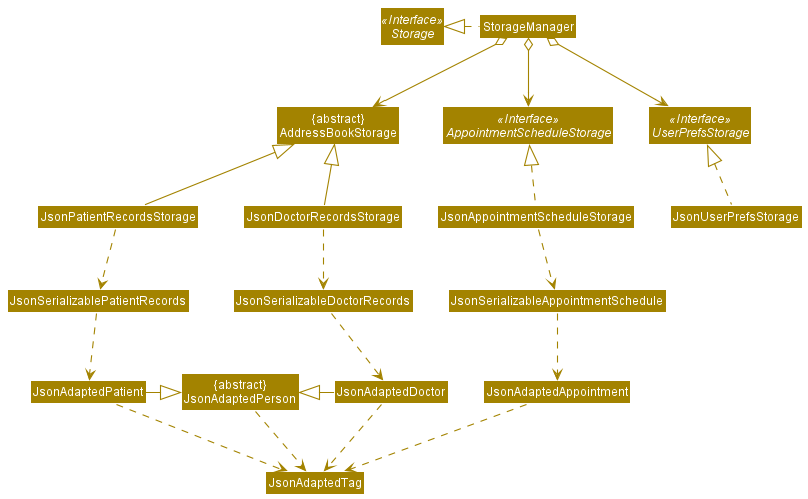 «Interface»
Storage
StorageManager
{abstract}
AddressBookStorage
«Interface»
AppointmentScheduleStorage
«Interface»
UserPrefsStorage
JsonPatientRecordsStorage
JsonDoctorRecordsStorage
JsonAppointmentScheduleStorage
JsonUserPrefsStorage
JsonSerializablePatientRecords
JsonSerializableDoctorRecords
JsonSerializableAppointmentSchedule
JsonAdaptedPatient
{abstract}
JsonAdaptedPerson
JsonAdaptedDoctor
JsonAdaptedAppointment
JsonAdaptedTag